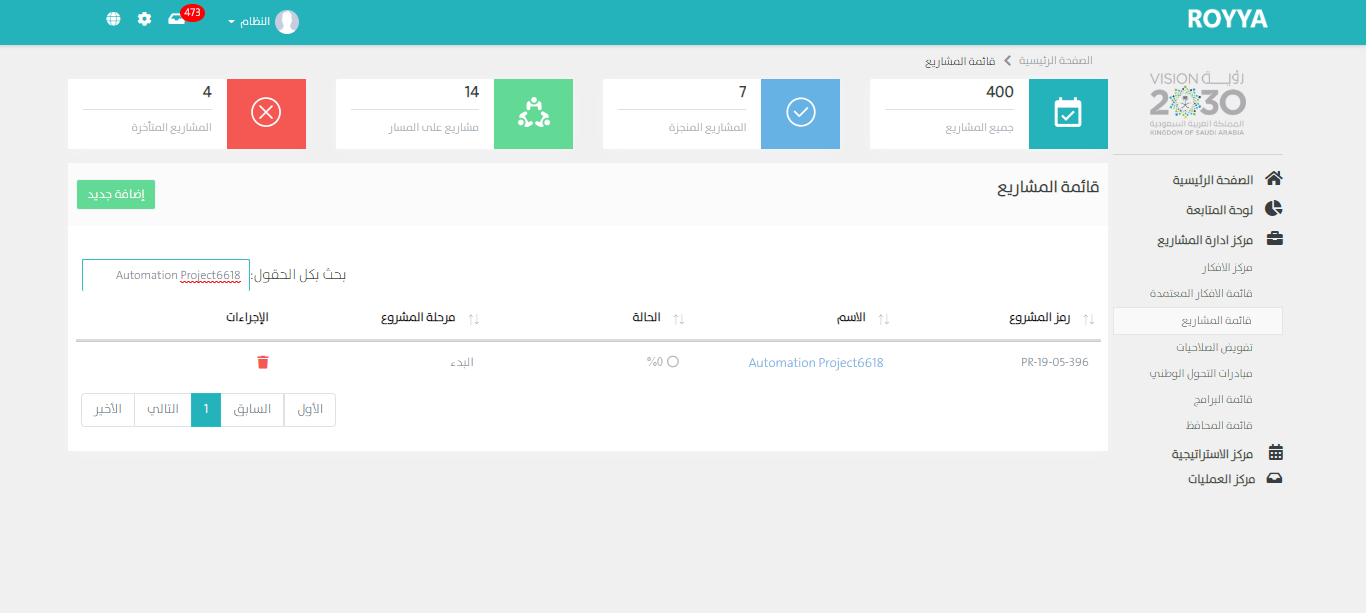 ROYYA
النظام
473
الصفحة الرئيسية
قائمة المشاريع
VISION رؤيــة
2030
المملكة العربية السعودية
KINGDOM OF SAUDI ARABIA
400
جميع المشاريع
7
المشاريع المنجزة
14
مشاريع على المسار
4
المشاريع المتأخرة
الصفحة الرئيسية
لوحة المتابعة
مركز ادارة المشاريع
مركز الافكار
قائمة الافكار المعتمدة
قائمة المشاريع
تفويض الصلاحيات
مبادرات التحول الوطني
قائمة البرامج
قائمة المحافظ
مركز الاستراتيجية
مركز العمليات
قائمة المشاريع
إضافة جديد
بحث بكل الحقول: Automation Project6618
رمز المشروع الاسم الحالة مرحلة المشروع الإجراءات
PR-19-05-396 Automation Project6618 %0 البدء
الأول السابق 1 التالي الأخير